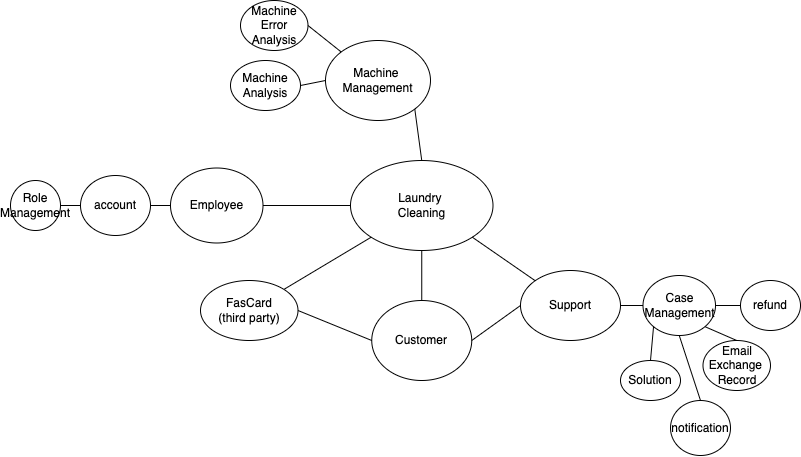 Machine
Error
Analysis
Machine
Analysis
Machine
Management
Role
Management
account
Employee
Laundry
Cleaning
FasCard
(third party)
Customer
Support
Case
Management
refund
Email
Exchange
Record
Solution
notification